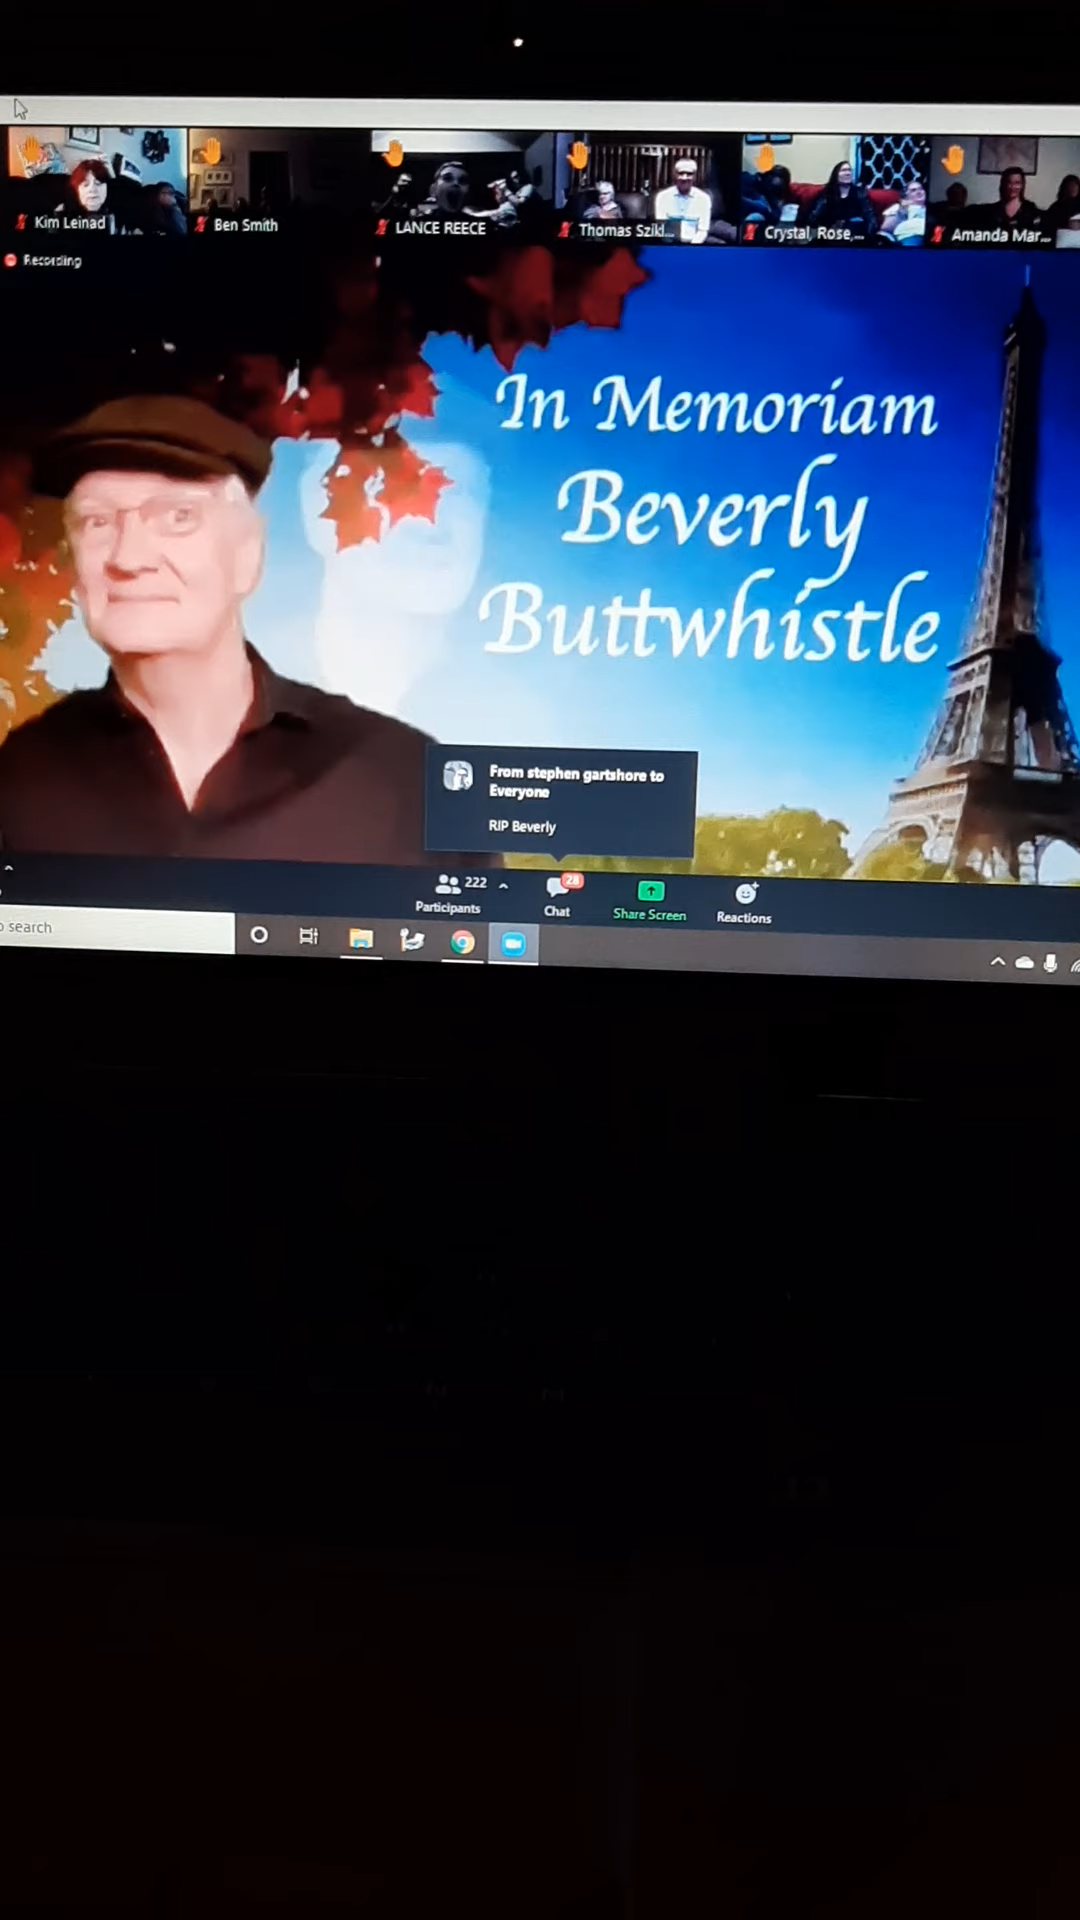 Kim Leinad
Ben Smith
LANCE REECE
Thomas Szikl...
Crystal, Rose,...
Amanda Mar...
Recording
In Memoriam
Beverly
Buttwhistle
From stephen gartshore to
Everyone
RIP Beverly
222
28
Participants
Chat
Share Screen
Reactions
search